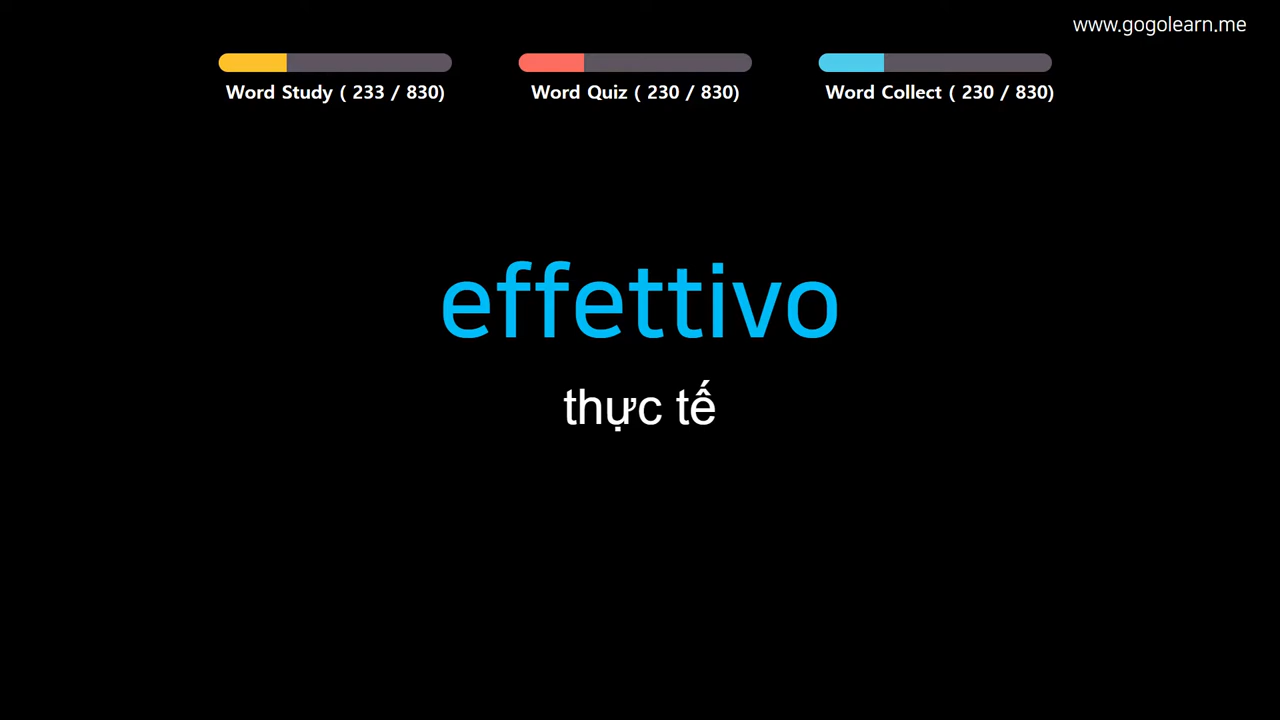 www.gogolearn.me
Word Study ( 233 / 830)
Word Quiz ( 230 / 830)
Word Collect ( 230 / 830)
effettivo
thực tế